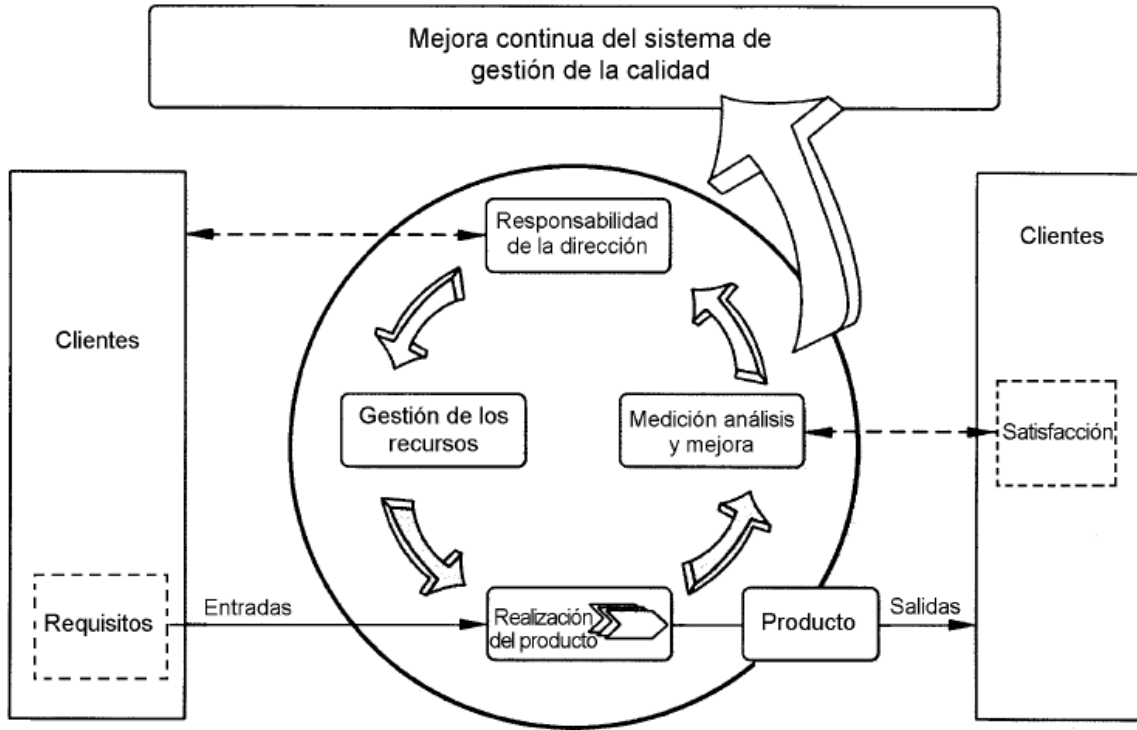 Mejora continua del sistema de
gestión de la calidad
Responsabilidad
de la dirección
Clientes
Clientes
Gestión de los
recursos
Medición análisis
y mejora
Satisfacción
Requisitos
Entradas
Realización
del producto
Producto
Salidas